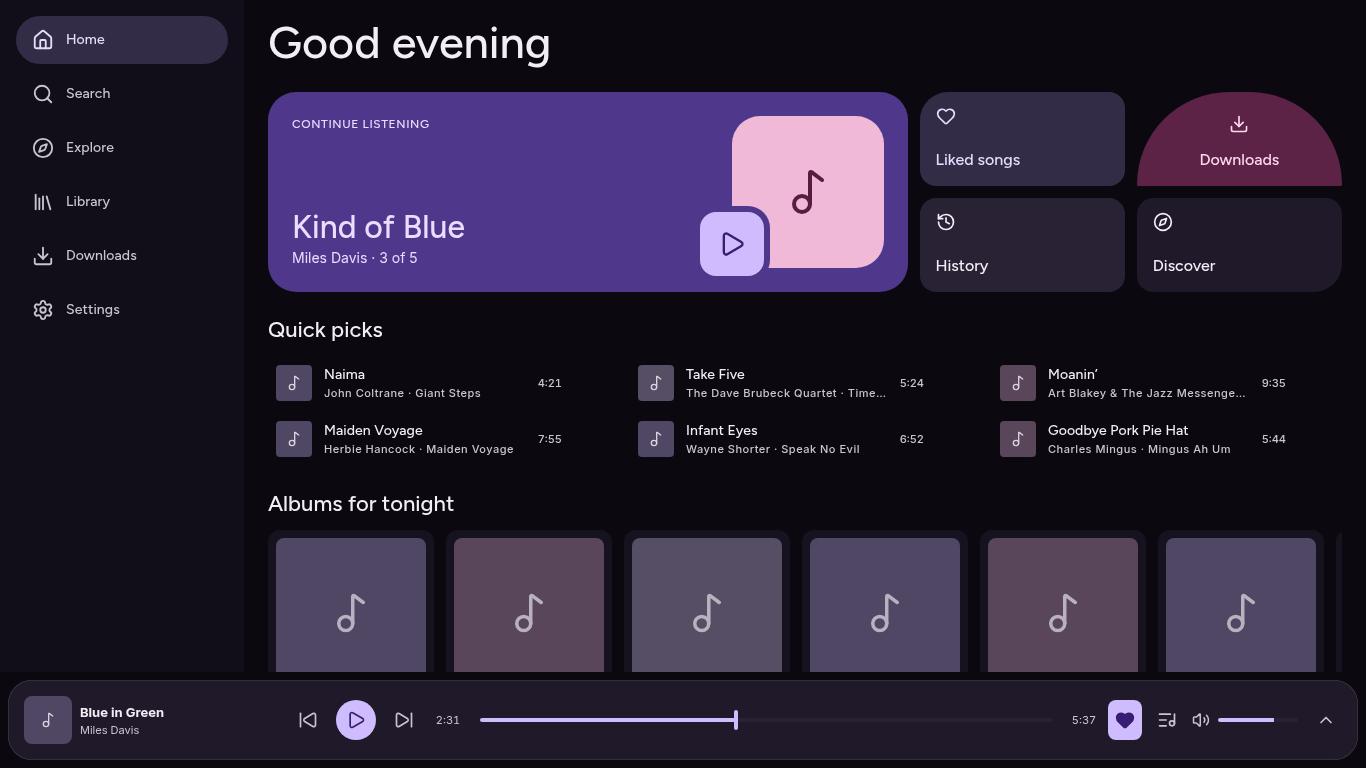 Home
Search
Explore
Library
Downloads
Settings
Good evening
CONTINUE LISTENING
Kind of Blue
Miles Davis · 3 of 5
Liked songs
Downloads
History
Discover
Quick picks
Naima
John Coltrane · Giant Steps
4:21
Take Five
The Dave Brubeck Quartet · Time…
5:24
Moanin’
Art Blakey & The Jazz Messenge…
9:35
Maiden Voyage
Herbie Hancock · Maiden Voyage
7:55
Infant Eyes
Wayne Shorter · Speak No Evil
6:52
Goodbye Pork Pie Hat
Charles Mingus · Mingus Ah Um
5:44
Albums for tonight
Blue in Green
Miles Davis
2:31
5:37